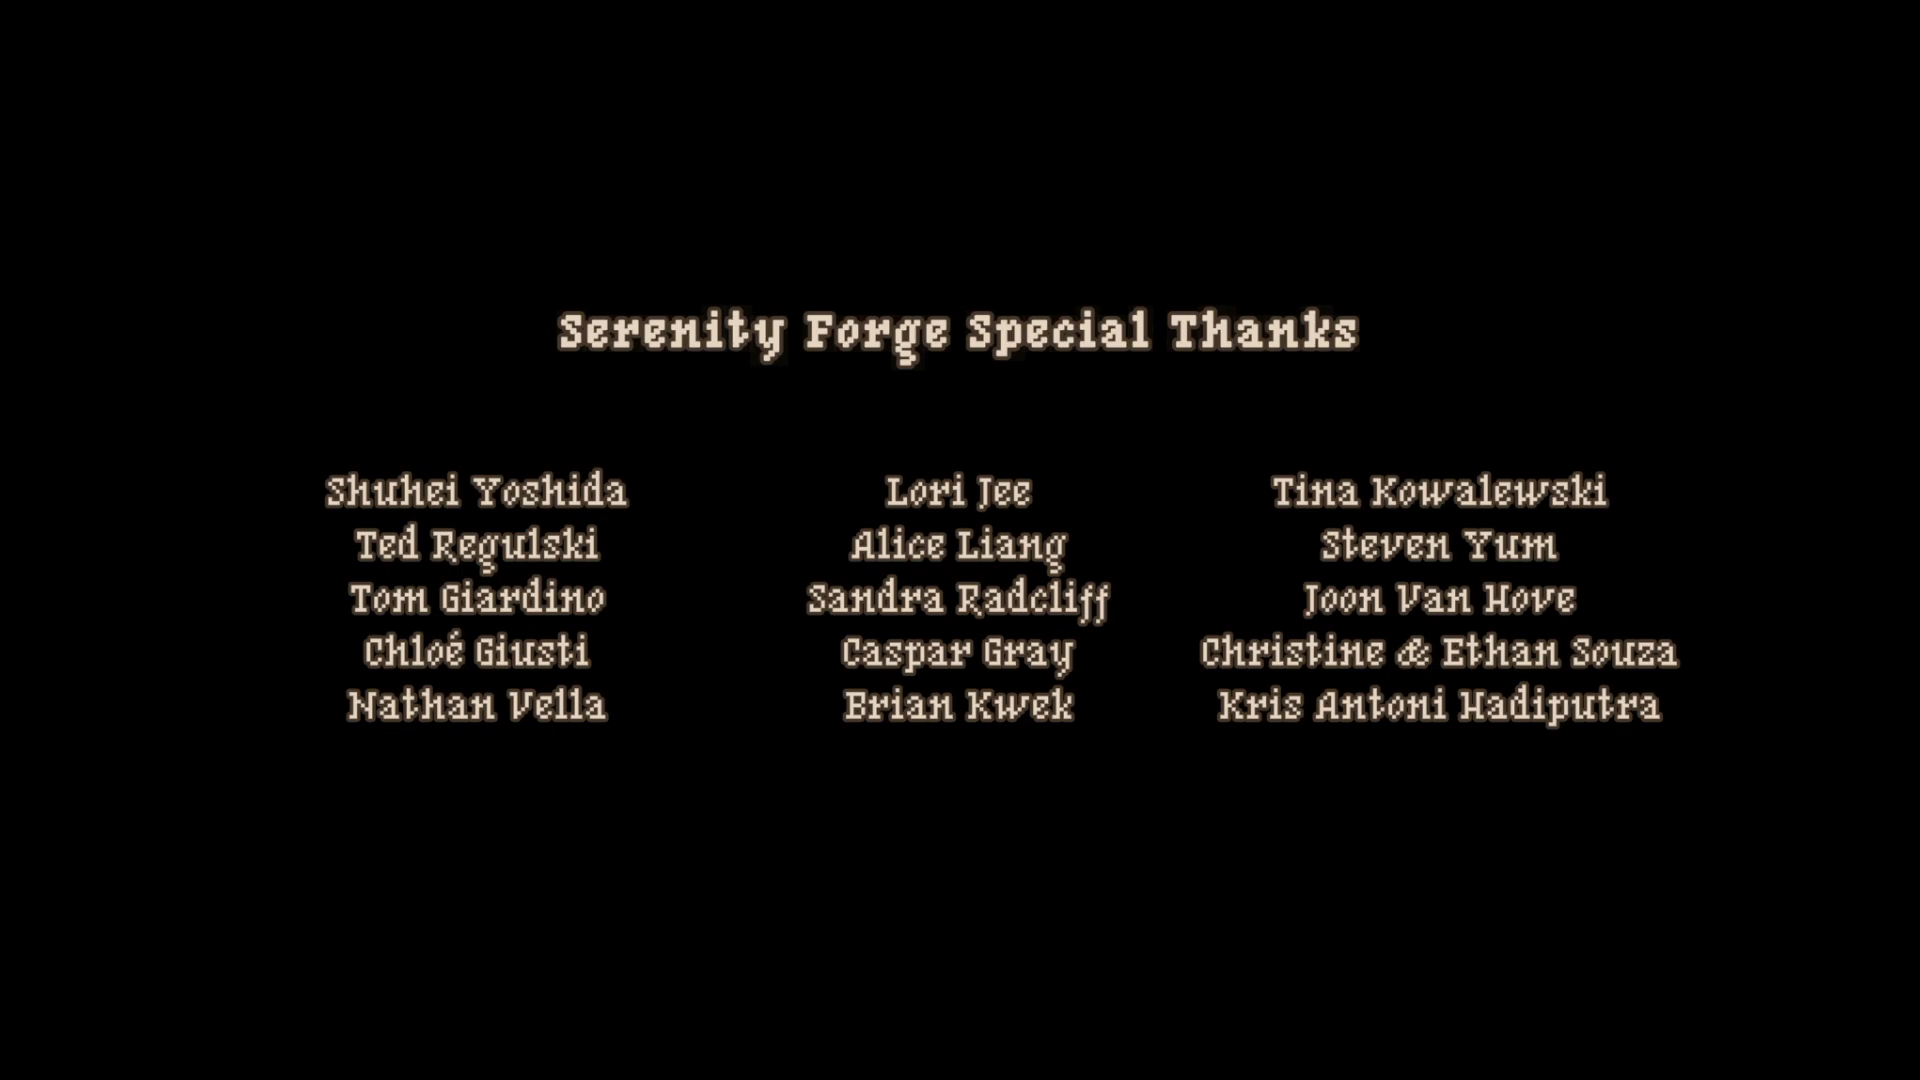 Serenity Forge Special Thanks
Shuhei Yoshida
Ted Regulski
Tom Giardino
Chloé Giusti
Nathan Vella
Lori Jee
Alice Liang
Sandra Radcliff
Caspar Gray
Brian Kwek
Tina Kowalewski
Steven Yum
Joon Van Hove
Christine & Ethan Souza
Kris Antoni Hadiputra